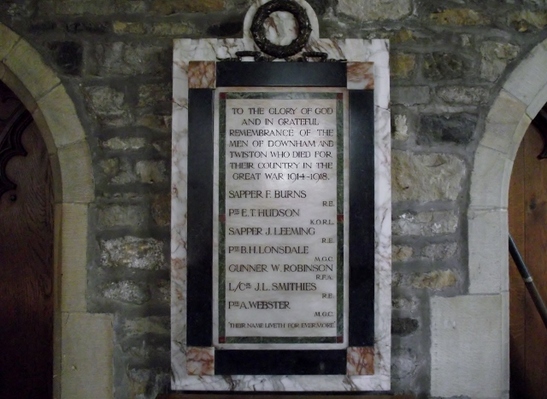 TO THE GLORY OF GOD
AND IN GRATEFUL
REMEMBRANCE OF THE
MEN OF DOWNHAM AND
TWISTON WHO DIED FOR
THEIR COUNTRY IN THE
GREAT WAR 1914-1918.
SAPPER F. BURNS
R.E.
PTE E.T. HUDSON
K.O.R.L.
SAPPER J. LEEMING
R.E.
PTE B.H. LONSDALE
M.G.C.
GUNNER W. ROBINSON
R.F.A.
L/CPL J.L. SMITHIES
R.E.
PTE A. WEBSTER
M.G.C.
THEIR NAME LIVETH FOR EVERMORE